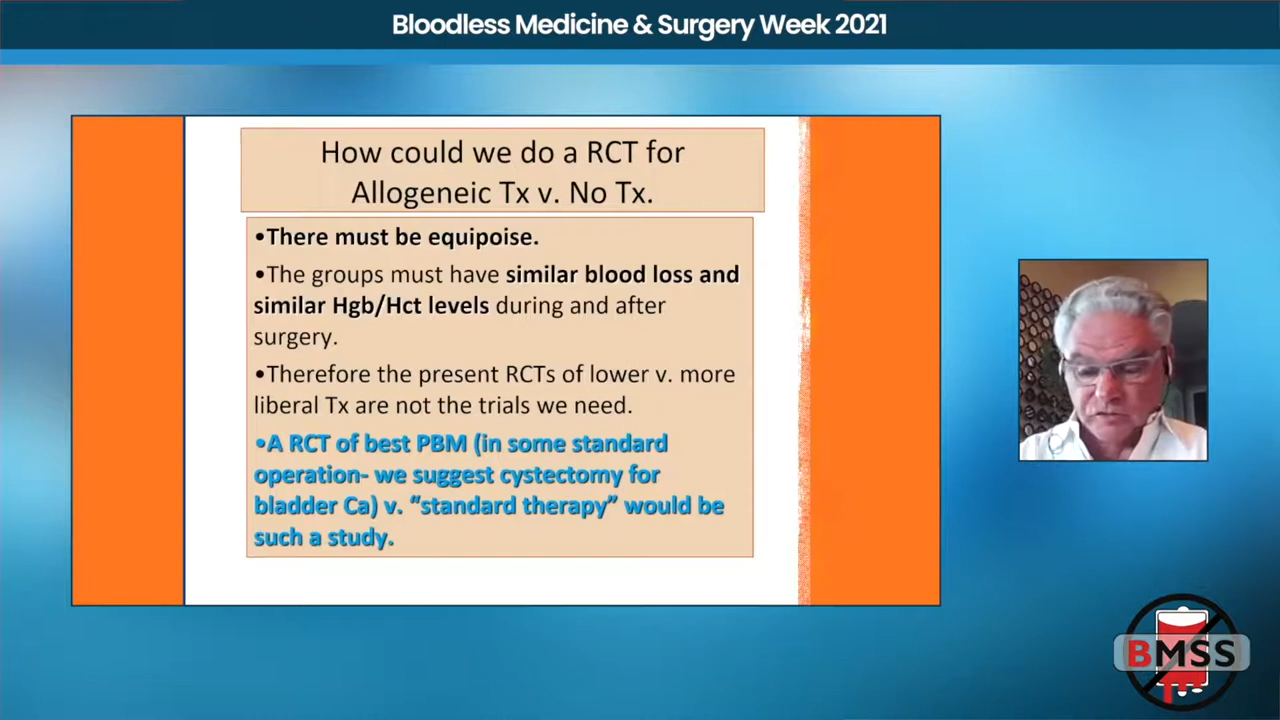 Bloodless Medicine & Surgery Week 2021
How could we do a RCT for
Allogeneic Tx v. No Tx.
•There must be equipoise.
•The groups must have similar blood loss and
similar Hgb/Hct levels during and after
surgery.
•Therefore the present RCTs of lower v. more
liberal Tx are not the trials we need.
•A RCT of best PBM (in some standard
operation- we suggest cystectomy for
bladder Ca) v. “standard therapy” would be
such a study.
BMSS